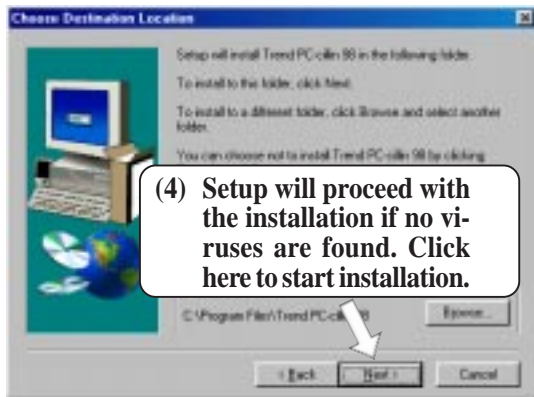 Choose Destination Location
Setup will install Trend PC-cillin 98 in the following folder.
To install to this folder, click Next.
To install to a different folder, click Browse and select another
folder.
You can choose not to install Trend PC-cillin 98 by clicking
(4) Setup will proceed with
the installation if no vi-
ruses are found. Click
here to start installation.
C:\Program Files\Trend PC-cil 98
Browse...
< Back
Next >
Cancel